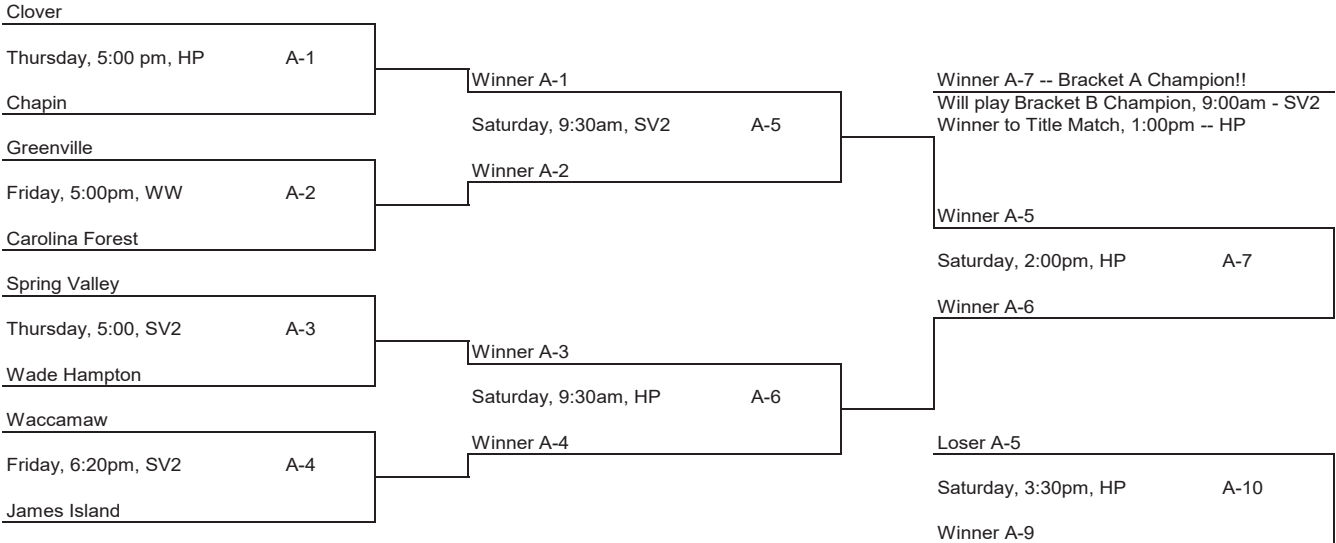 Clover
Thursday, 5:00 pm, HP A-1
Chapin
Greenville
Friday, 5:00pm, WW A-2
Carolina Forest
Spring Valley
Thursday, 5:00, SV2 A-3
Wade Hampton
Waccamaw
Friday, 6:20pm, SV2 A-4
James Island
Winner A-1
Saturday, 9:30am, SV2 A-5
Winner A-2
Winner A-3
Saturday, 9:30am, HP A-6
Winner A-4
Winner A-7 -- Bracket A Champion!!
Will play Bracket B Champion, 9:00am - SV2
Winner to Title Match, 1:00pm -- HP
Winner A-5
Saturday, 2:00pm, HP A-7
Winner A-6
Loser A-5
Saturday, 3:30pm, HP A-10
Winner A-9